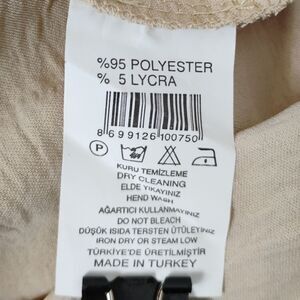 %95 POLYESTER
% 5 LYCRA
8 699126 100750
P
KURU TEMİZLEME
DRY CLEANING
ELDE YIKAYINIZ
HEND WASH
AĞARTICI KULLANMAYINIZ
DO NOT BLEACH
DÜŞÜK ISIDA TERSTEN ÜTÜLEYİNİZ
IRON DRY OR STEAM LOW
TÜRKİYE'DE ÜRETİLMİŞTİR
MADE IN TURKEY